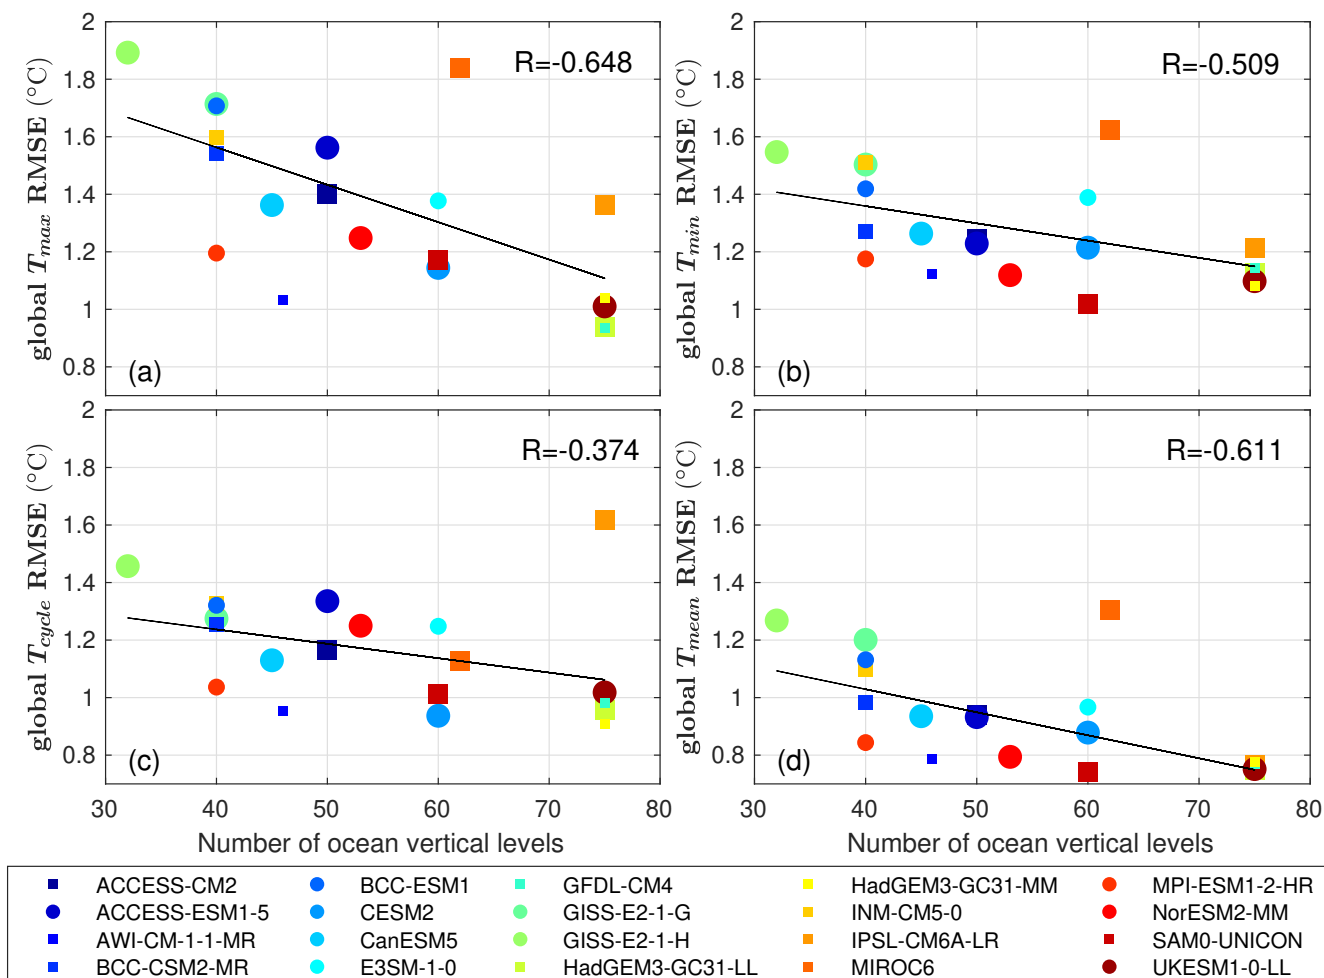 2
1.8
1.6
1.4
1.2
1
0.8
global T_max RMSE (°C)
R=-0.648
(a)
2
1.8
1.6
1.4
1.2
1
0.8
global T_min RMSE (°C)
R=-0.509
(b)
2
1.8
1.6
1.4
1.2
1
0.8
global T_cycle RMSE (°C)
R=-0.374
(c)
30 40 50 60 70 80
Number of ocean vertical levels
2
1.8
1.6
1.4
1.2
1
0.8
global T_mean RMSE (°C)
R=-0.611
(d)
30 40 50 60 70 80
Number of ocean vertical levels
ACCESS-CM2 BCC-ESM1 GFDL-CM4 HadGEM3-GC31-MM MPI-ESM1-2-HR
ACCESS-ESM1-5 CESM2 GISS-E2-1-G INM-CM5-0 NorESM2-MM
AWI-CM-1-1-MR CanESM5 GISS-E2-1-H IPSL-CM6A-LR SAM0-UNICON
BCC-CSM2-MR E3SM-1-0 HadGEM3-GC31-LL MIROC6 UKESM1-0-LL